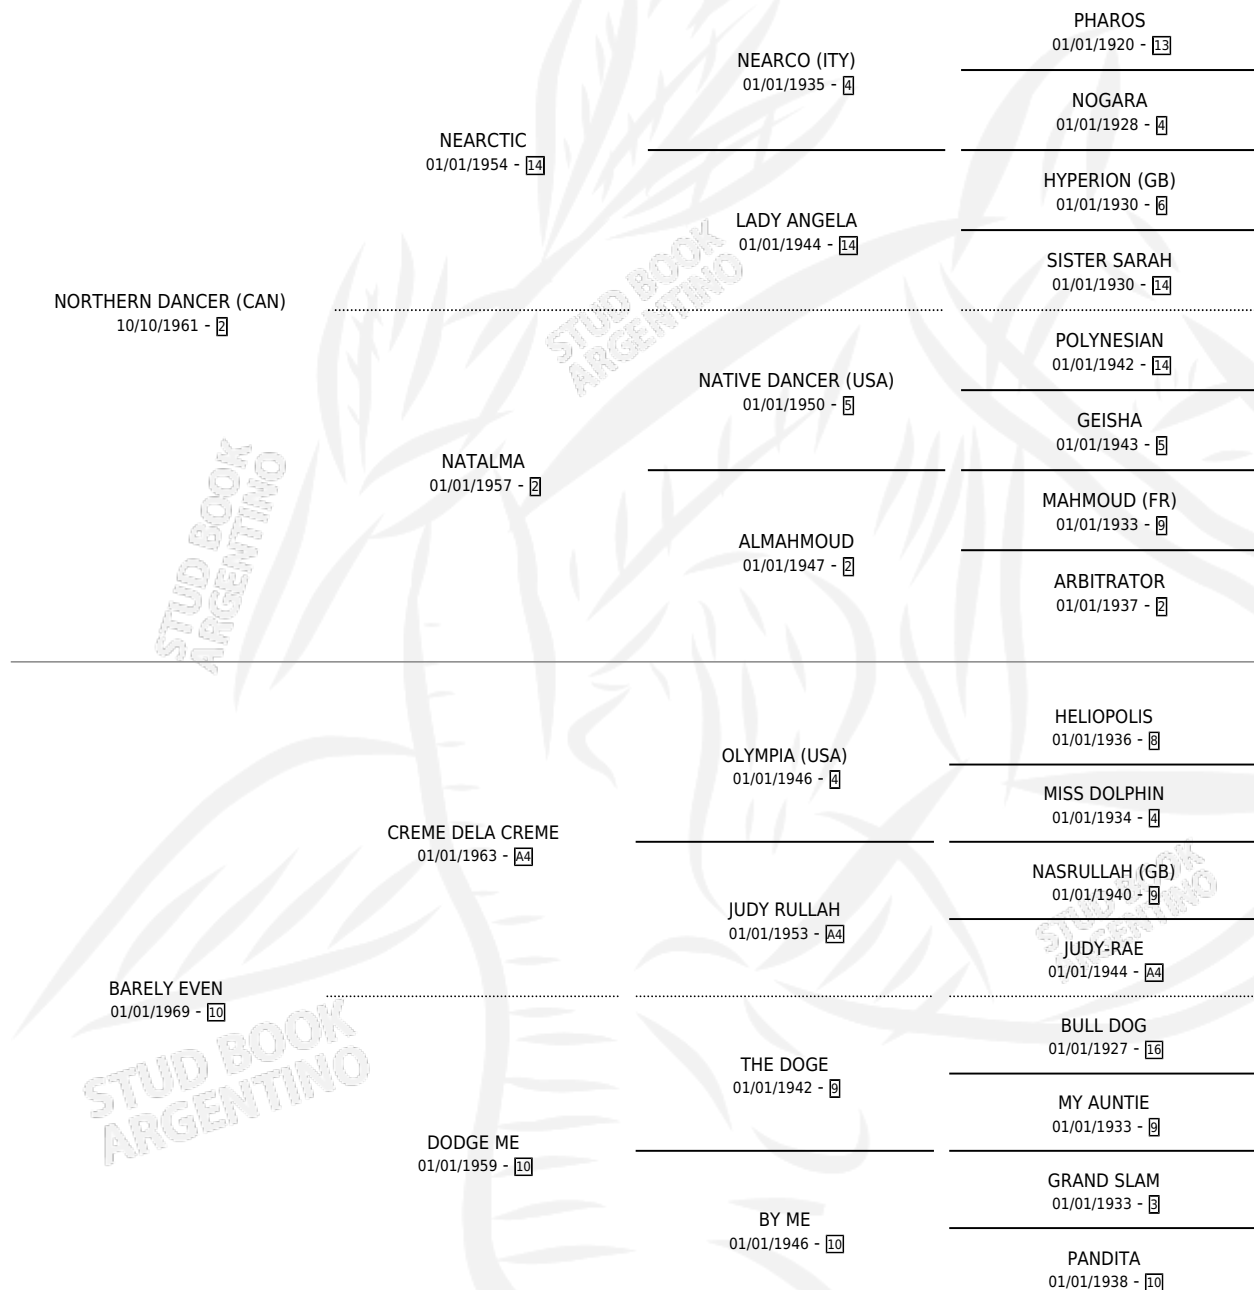 PHAROS
01/01/1920 - 13
NEARCO (ITY)
01/01/1935 - 4
NOGARA
01/01/1928 - 4
NEARCTIC
01/01/1954 - 14
HYPERION (GB)
01/01/1930 - 6
LADY ANGELA
01/01/1944 - 14
SISTER SARAH
01/01/1930 - 14
STUD BOOK
ARGENTINO
NORTHERN DANCER (CAN)
10/10/1961 - 2
POLYNESIAN
01/01/1942 - 14
NATIVE DANCER (USA)
01/01/1950 - 5
GEISHA
01/01/1943 - 5
NATALMA
01/01/1957 - 2
MAHMOUD (FR)
01/01/1933 - 9
ALMAHMOUD
01/01/1947 - 2
ARBITRATOR
01/01/1937 - 2
STUD BOOK
ARGENTINO
HELIOPOLIS
01/01/1936 - 8
OLYMPIA (USA)
01/01/1946 - 4
MISS DOLPHIN
01/01/1934 - 4
CREME DELA CREME
01/01/1963 - A4
NASRULLAH (GB)
01/01/1940 - 9
JUDY RULLAH
01/01/1953 - A4
JUDY-RAE
01/01/1944 - A4
STUD BOOK
ARGENTINO
BARELY EVEN
01/01/1969 - 10
BULL DOG
01/01/1927 - 16
THE DOGE
01/01/1942 - 9
MY AUNTIE
01/01/1933 - 9
STUD BOOK
ARGENTINO
DODGE ME
01/01/1959 - 10
GRAND SLAM
01/01/1933 - 3
BY ME
01/01/1946 - 10
PANDITA
01/01/1938 - 10